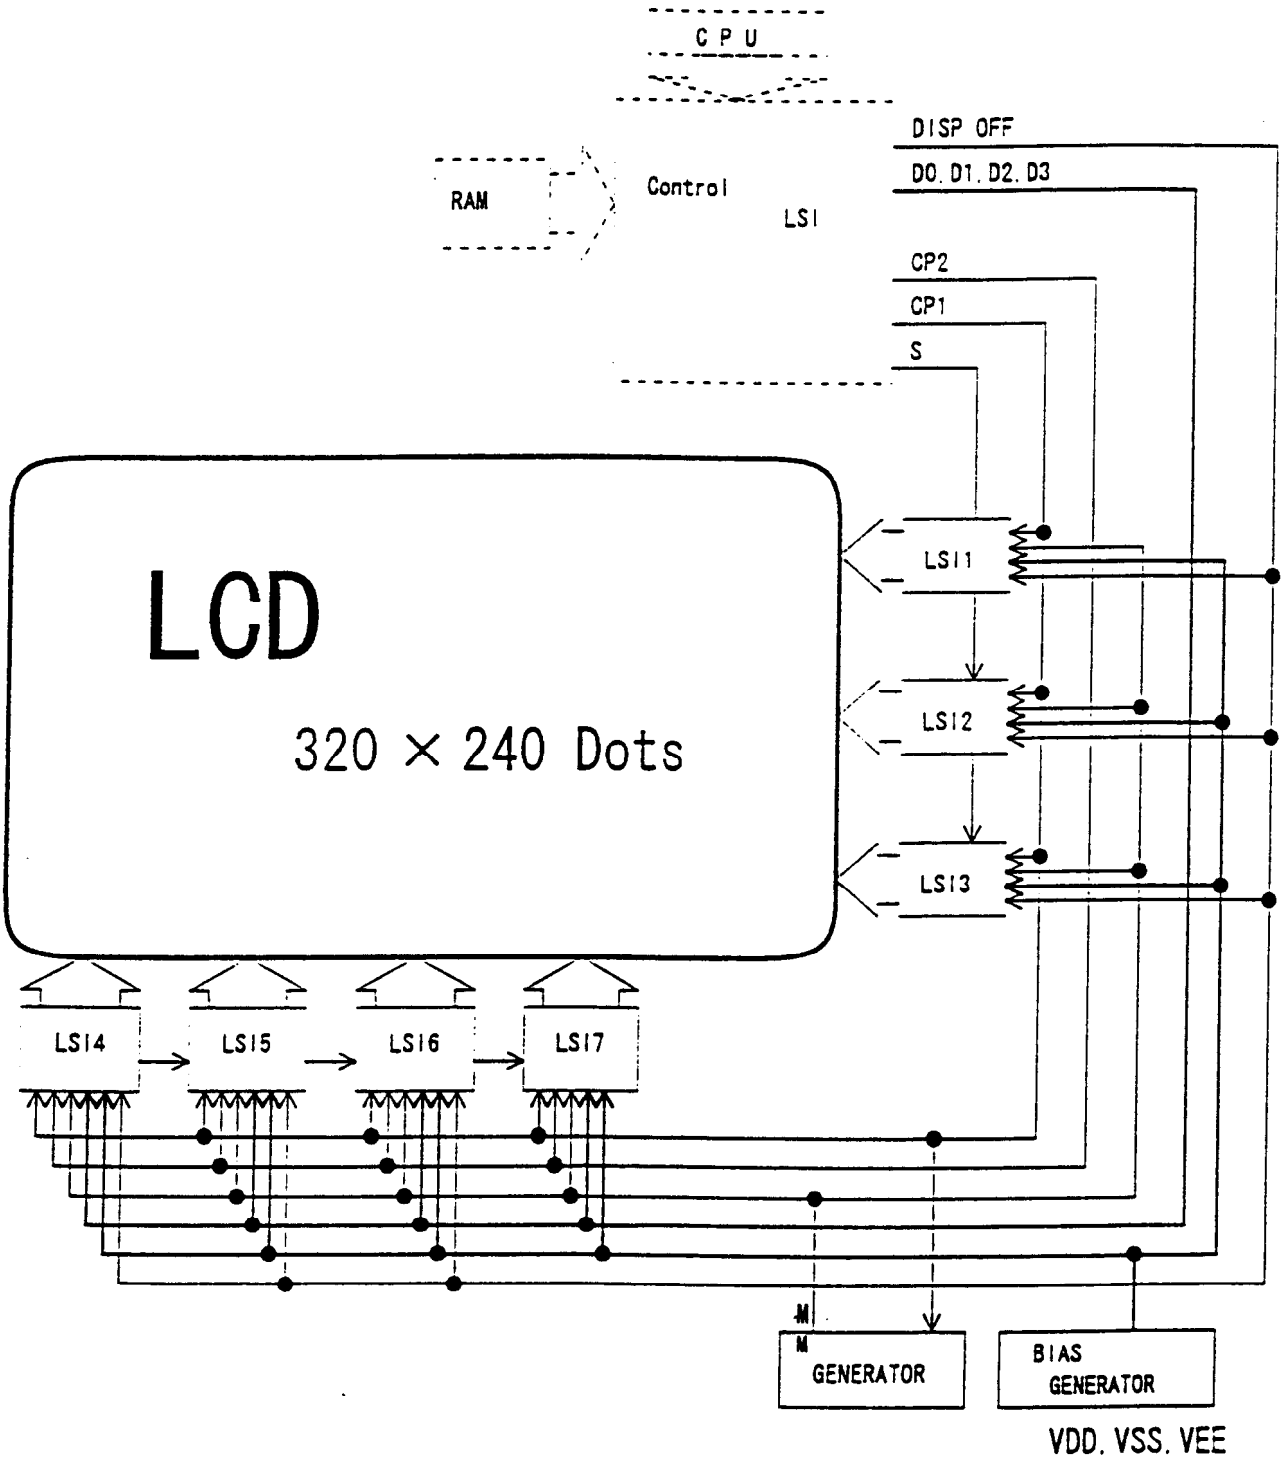 CPU
DISP OFF
D0. D1. D2. D3
RAM
Control
LSI
CP2
CP1
S
LCD
320 × 240 Dots
LSI1
LSI2
LSI3
LSI4
LSI5
LSI6
LSI7
M
M
GENERATOR
BIAS
GENERATOR
VDD. VSS. VEE